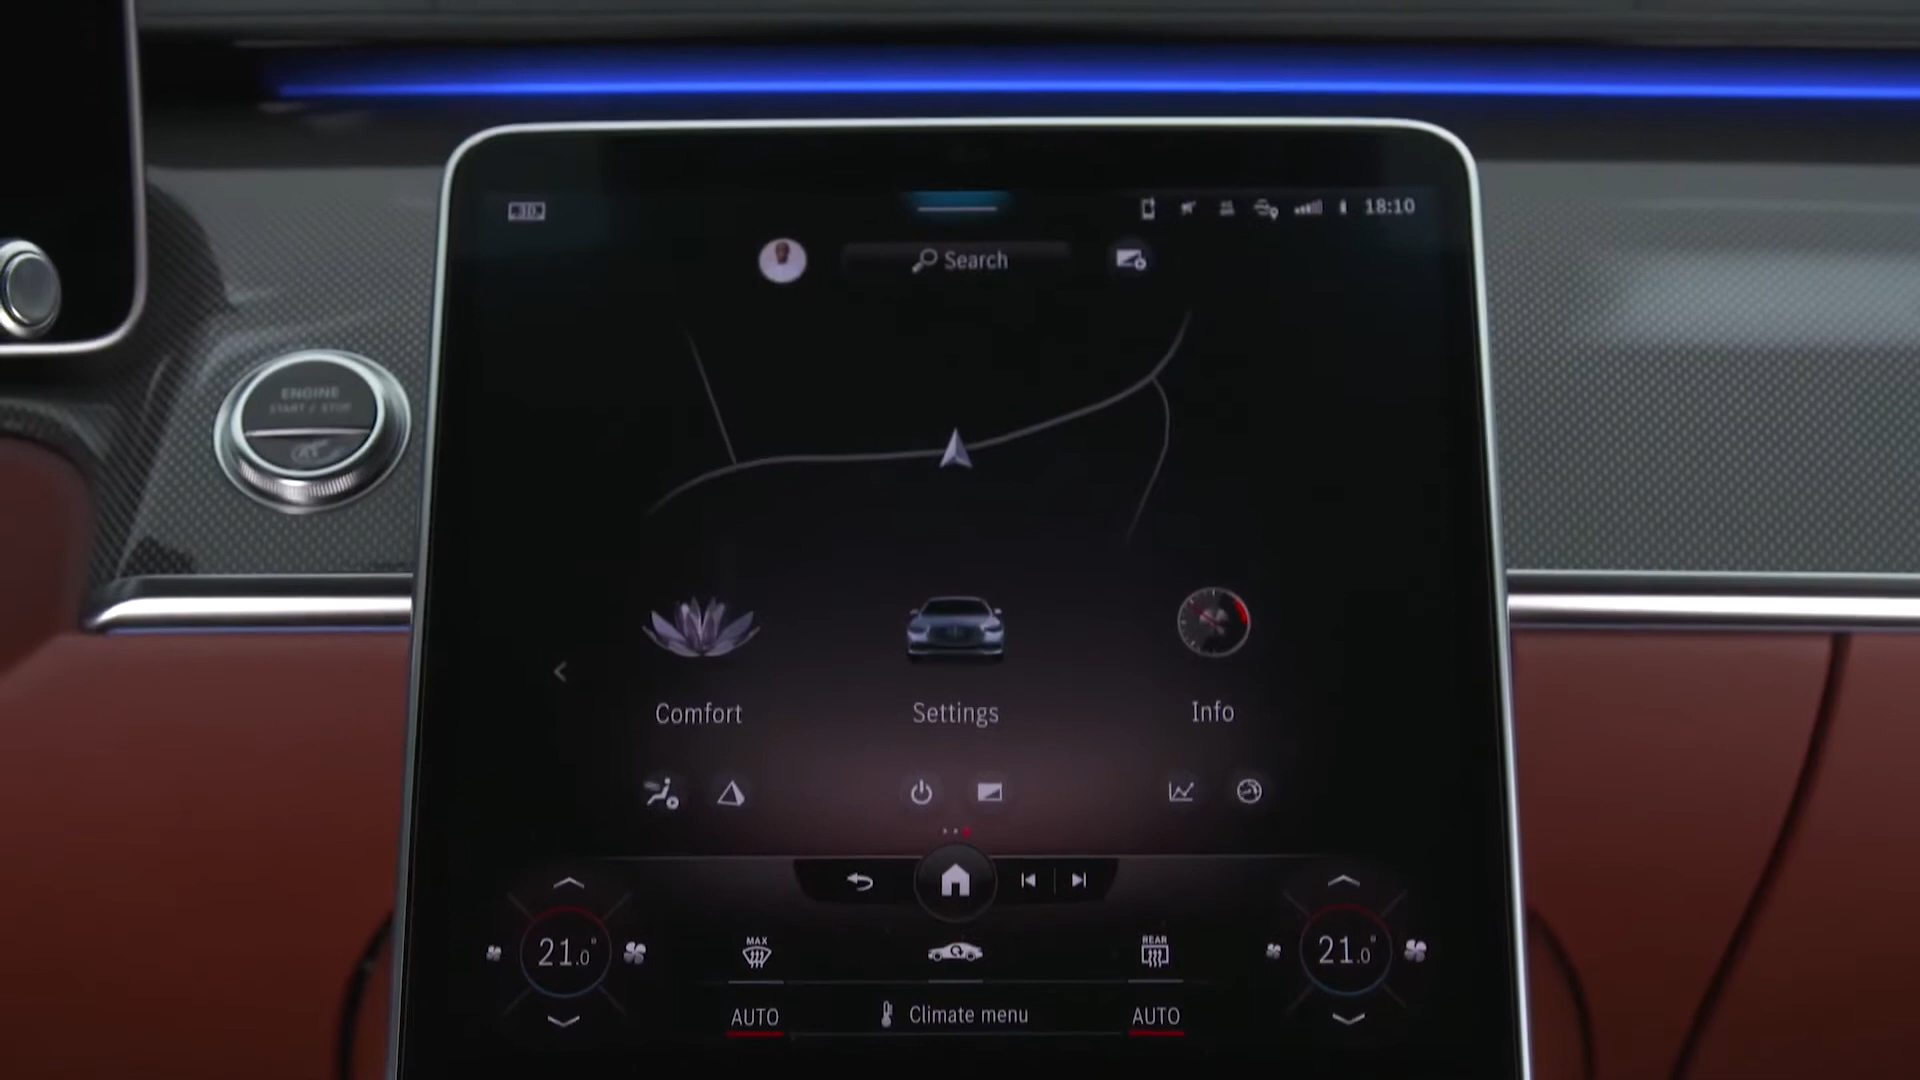 3D
18:10
Search
ENGINE
START / STOP
Comfort
Settings
Info
21.0°
MAX
REAR
21.0°
AUTO
Climate menu
AUTO